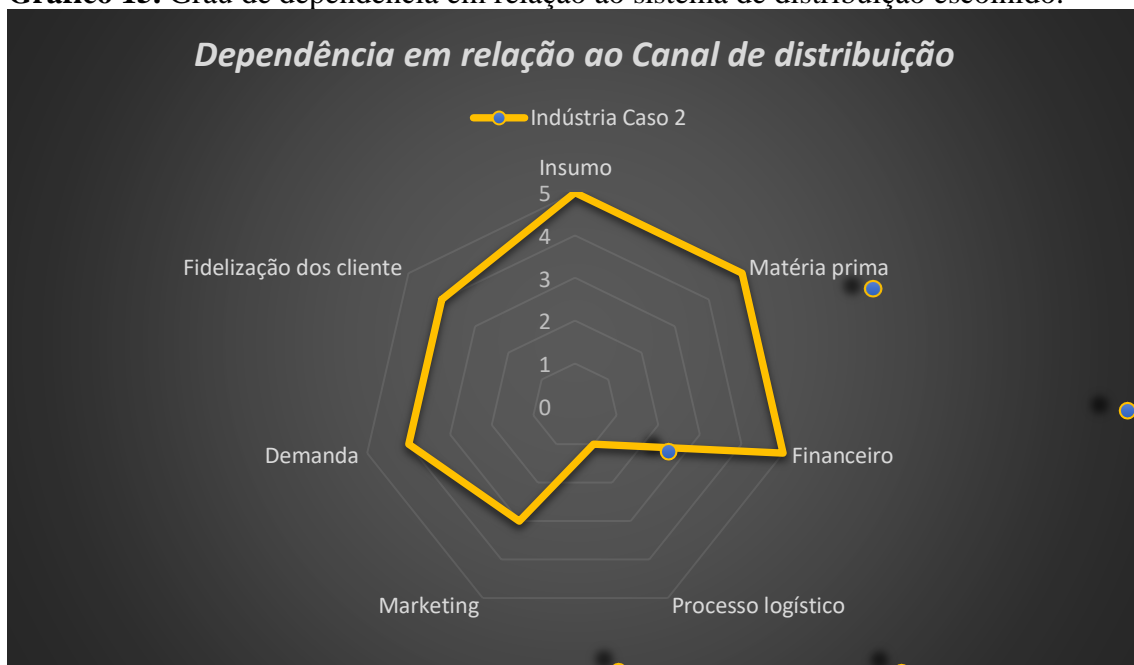 Gráfico 15. Grau de dependência em relação ao sistema de distribuição escolhido.
Dependência em relação ao Canal de distribuição
Indústria Caso 2
Insumo
5
4
Fidelização dos cliente
Matéria prima
3
2
1
0
Demanda
Financeiro
Marketing
Processo logístico